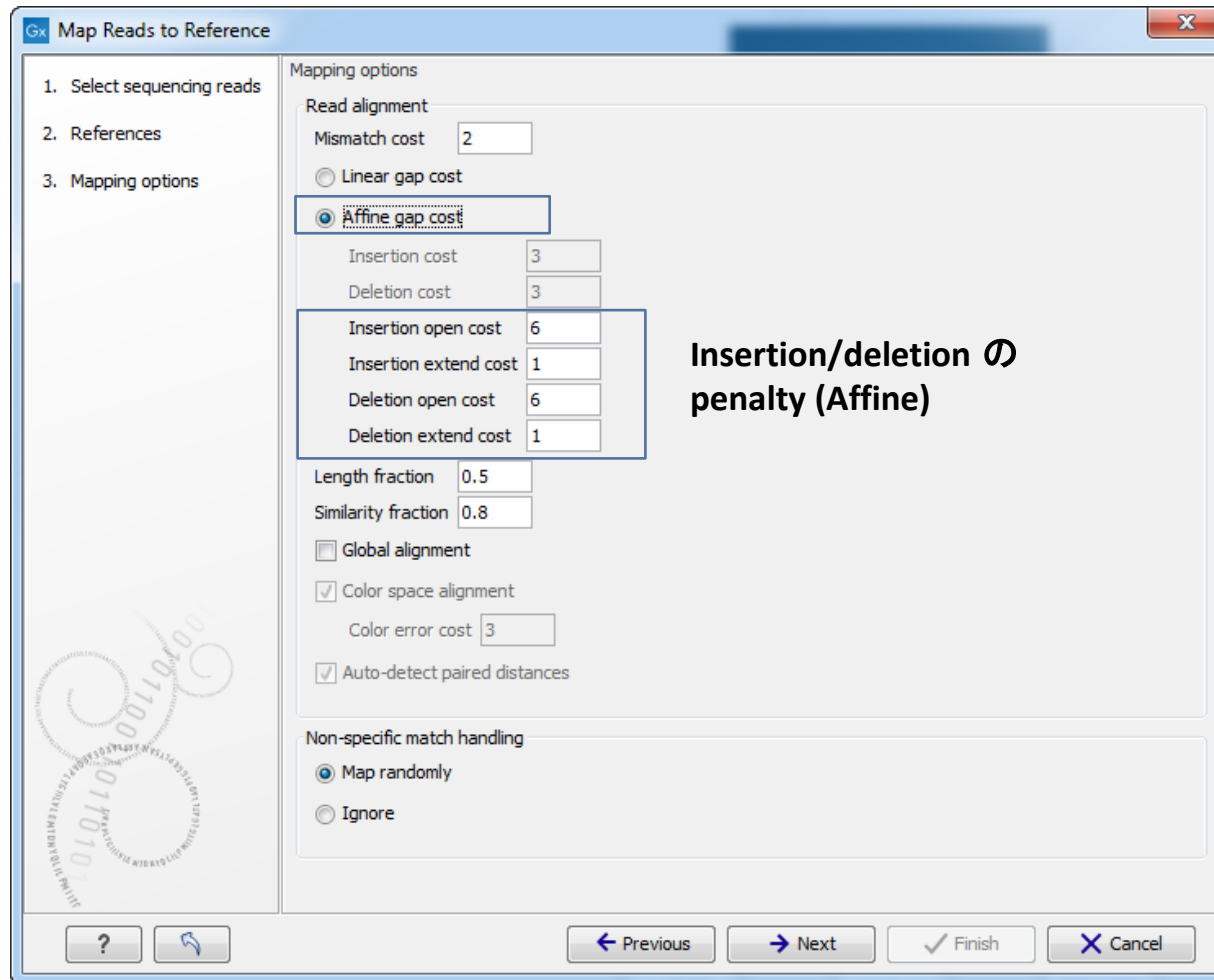 Gx Map Reads to Reference
1. Select sequencing reads
2. References
3. Mapping options
Mapping options
Read alignment
Mismatch cost 2
Linear gap cost
Affine gap cost
Insertion cost 3
Deletion cost 3
Insertion open cost 6
Insertion extend cost 1
Deletion open cost 6
Deletion extend cost 1
Insertion/deletion の
penalty (Affine)
Length fraction 0.5
Similarity fraction 0.8
Global alignment
Color space alignment
Color error cost 3
Auto-detect paired distances
Non-specific match handling
Map randomly
Ignore
? Previous Next Finish Cancel